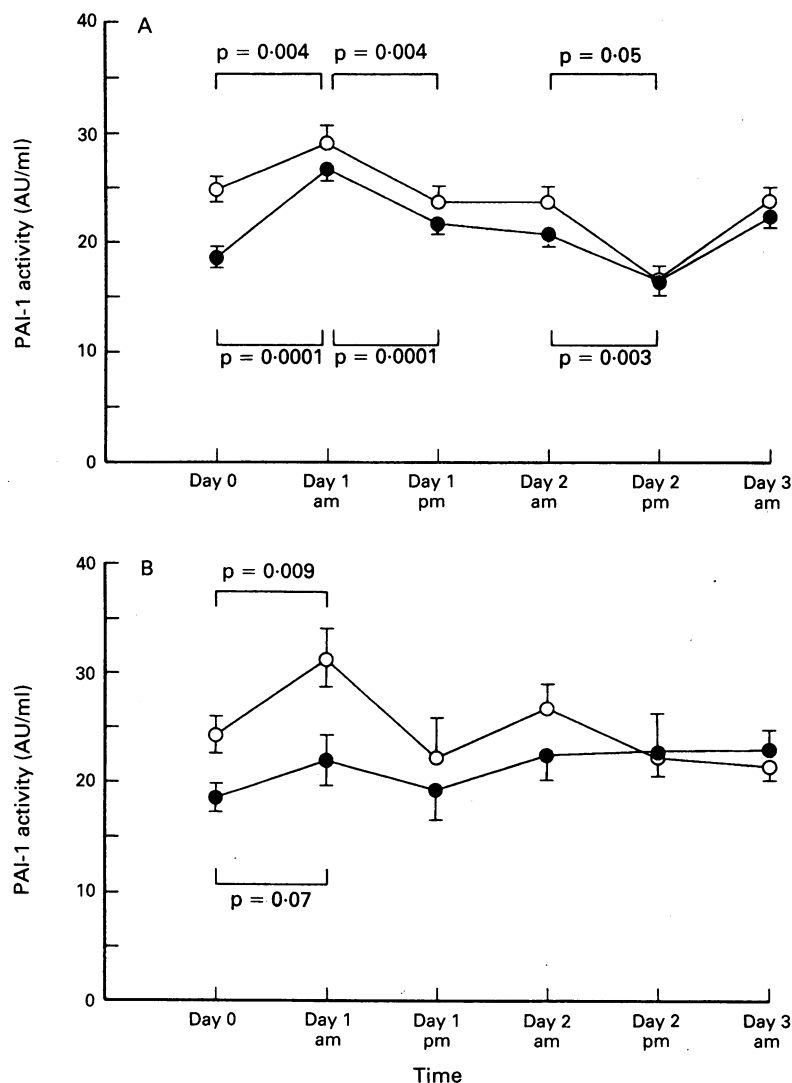 A
40
30
20
10
0
PAI-1 activity (AU/ml)
p = 0·004
p = 0·004
p = 0·05
p = 0·0001
p = 0·0001
p = 0·003
Day 0
Day 1
am
Day 1
pm
Day 2
am
Day 2
pm
Day 3
am
B
40
30
20
10
0
PAI-1 activity (AU/ml)
p = 0·009
p = 0·07
Day 0
Day 1
am
Day 1
pm
Day 2
am
Day 2
pm
Day 3
am
Time